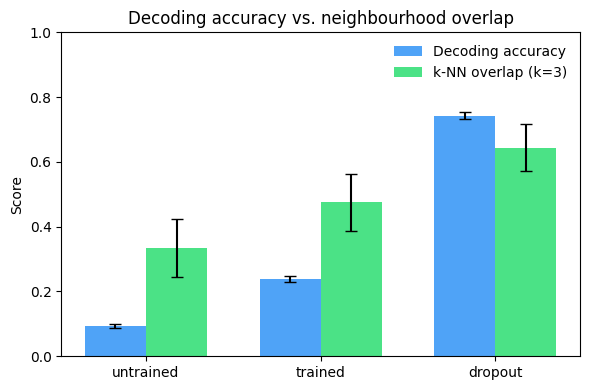 Decoding accuracy vs. neighbourhood overlap
Decoding accuracy
k-NN overlap (k=3)
Score
1.0
0.8
0.6
0.4
0.2
0.0
untrained
trained
dropout